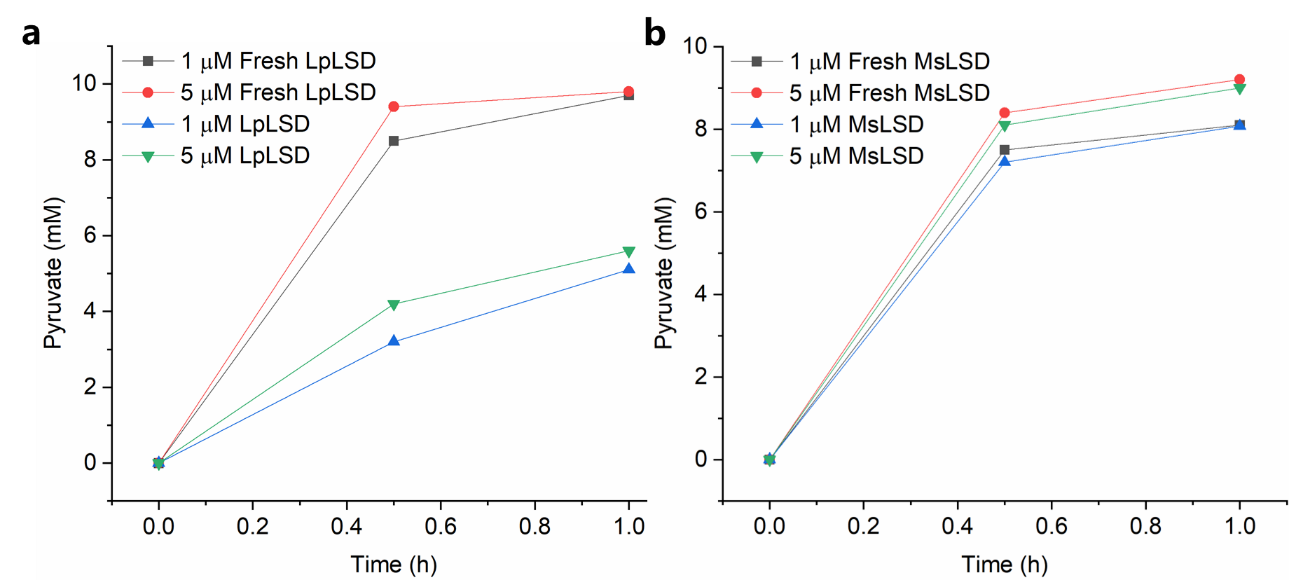 a
1 μM Fresh LpLSD
5 μM Fresh LpLSD
1 μM LpLSD
5 μM LpLSD
10
8
6
4
2
0
Pyruvate (mM)
0.0 0.2 0.4 0.6 0.8 1.0
Time (h)
b
1 μM Fresh MsLSD
5 μM Fresh MsLSD
1 μM MsLSD
5 μM MsLSD
10
8
6
4
2
0
Pyruvate (mM)
0.0 0.2 0.4 0.6 0.8 1.0
Time (h)